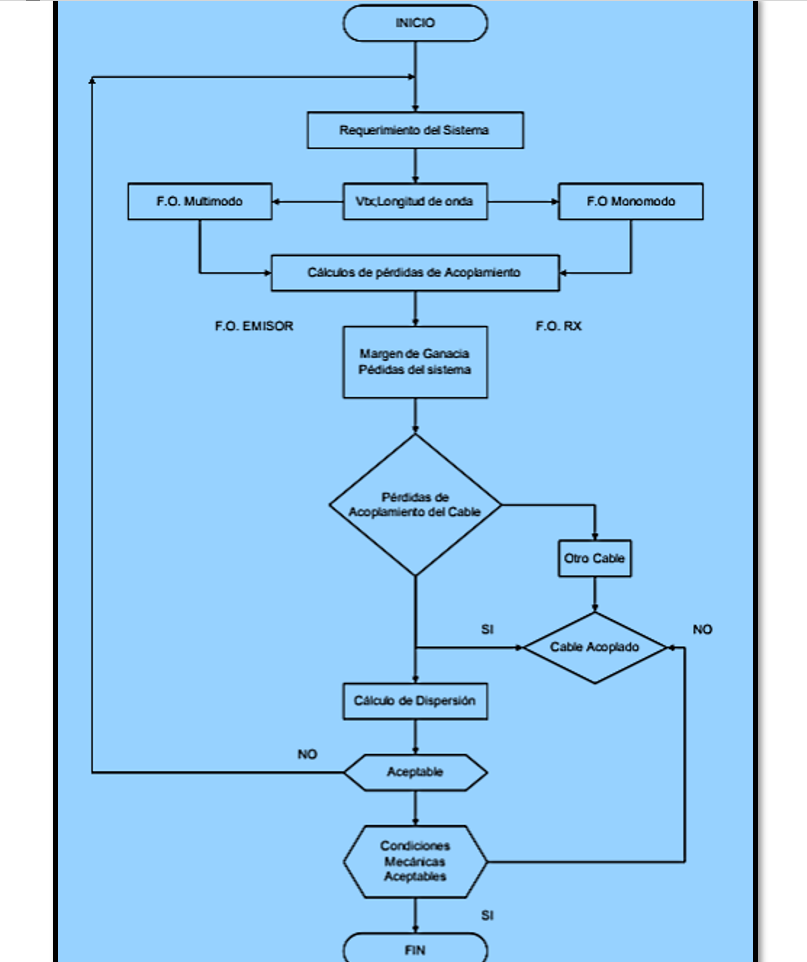 INICIO
Requerimiento del Sistema
F.O. Multimodo
Vtx;Longitud de onda
F.O Monomodo
Cálculos de pérdidas de Acoplamiento
F.O. EMISOR
F.O. RX
Margen de Ganacia
Pédidas del sistema
Pérdidas de
Acoplamiento del Cable
Otro Cable
SI
NO
Cable Acoplado
Cálculo de Dispersión
NO
Aceptable
Condiciones
Mecánicas
Aceptables
SI
FIN